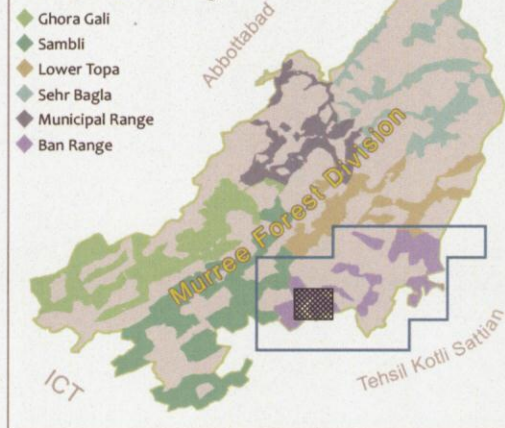 Ghora Gali
Sambli
Lower Topa
Sehr Bagla
Municipal Range
Ban Range
Abbottabad
Murree Forest Division
ICT
Tehsil Kotli Sattian